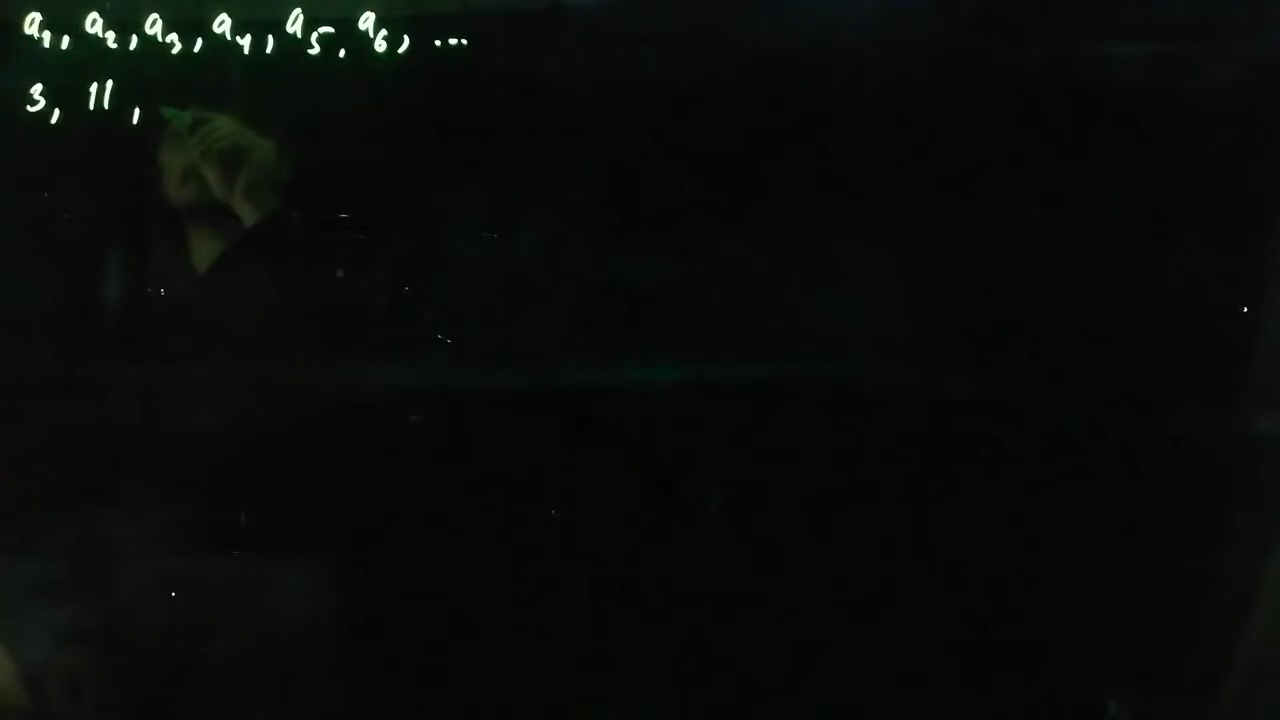 a₁, a₂, a₃, a₄, a₅, a₆, ...
3, 11,